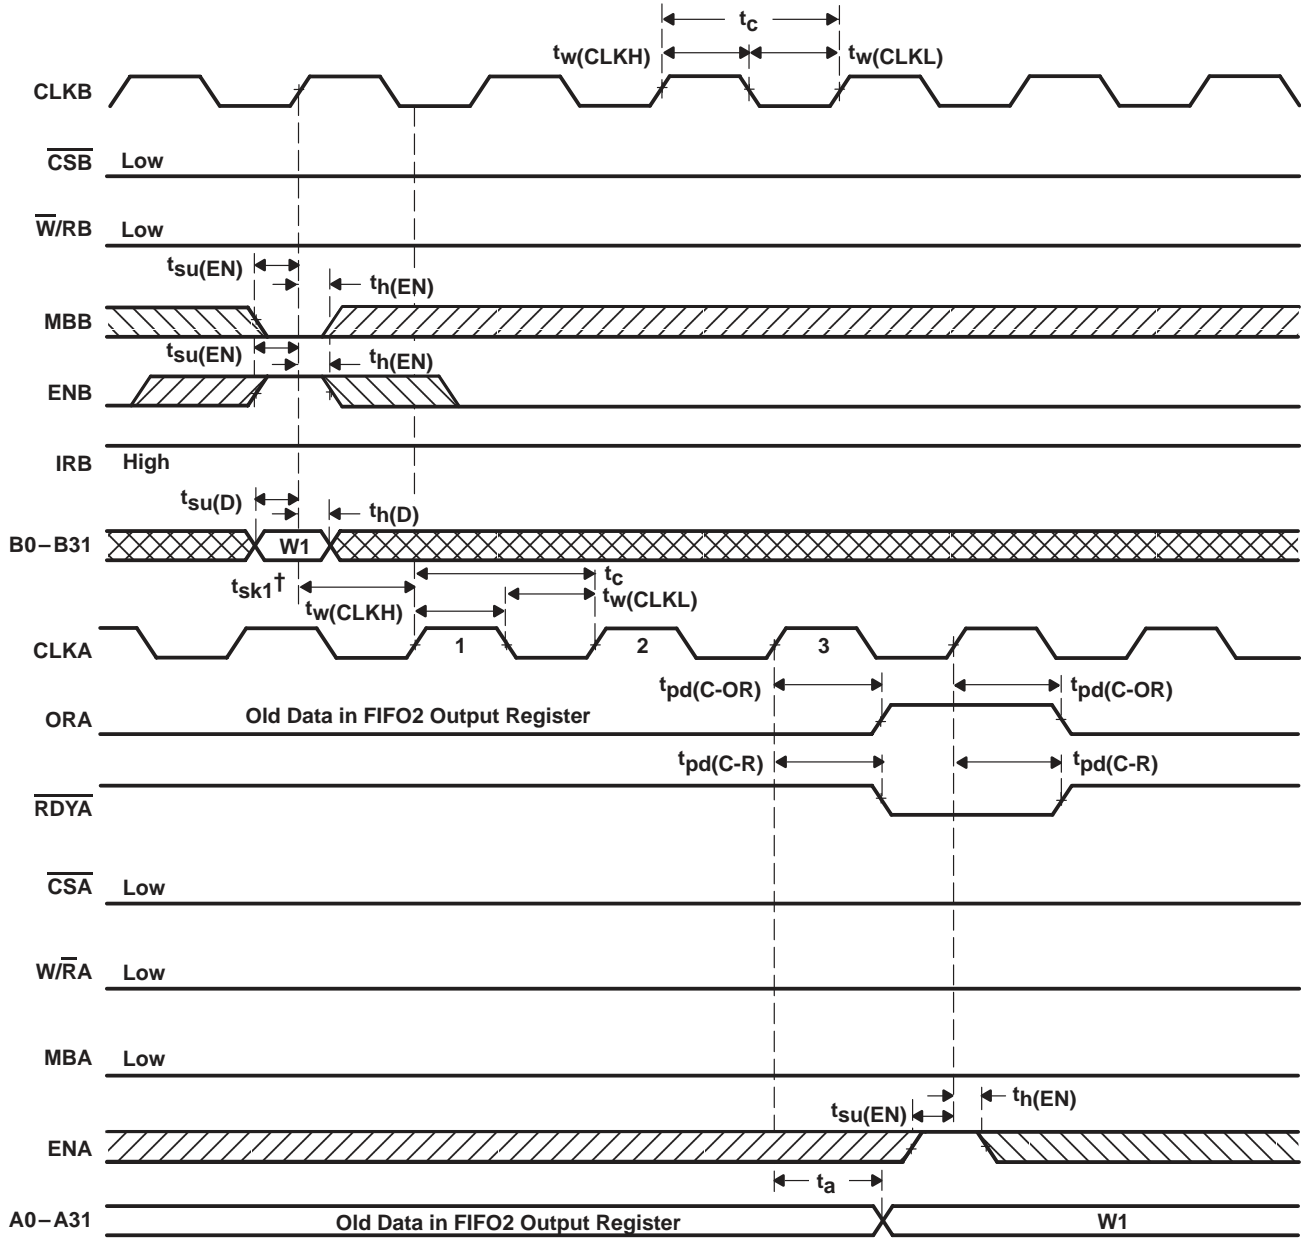 tc
tw(CLKH)
tw(CLKL)
CLKB
CSB
Low
W/RB
Low
tsu(EN)
th(EN)
MBB
tsu(EN)
th(EN)
ENB
IRB
High
tsu(D)
th(D)
B0–B31
W1
tsk1†
tc
tw(CLKH)
tw(CLKL)
CLKA
1
2
3
tpd(C-OR)
tpd(C-OR)
ORA
Old Data in FIFO2 Output Register
tpd(C-R)
tpd(C-R)
RDYA
CSA
Low
W/RA
Low
MBA
Low
tsu(EN)
th(EN)
ENA
ta
A0–A31
Old Data in FIFO2 Output Register
W1